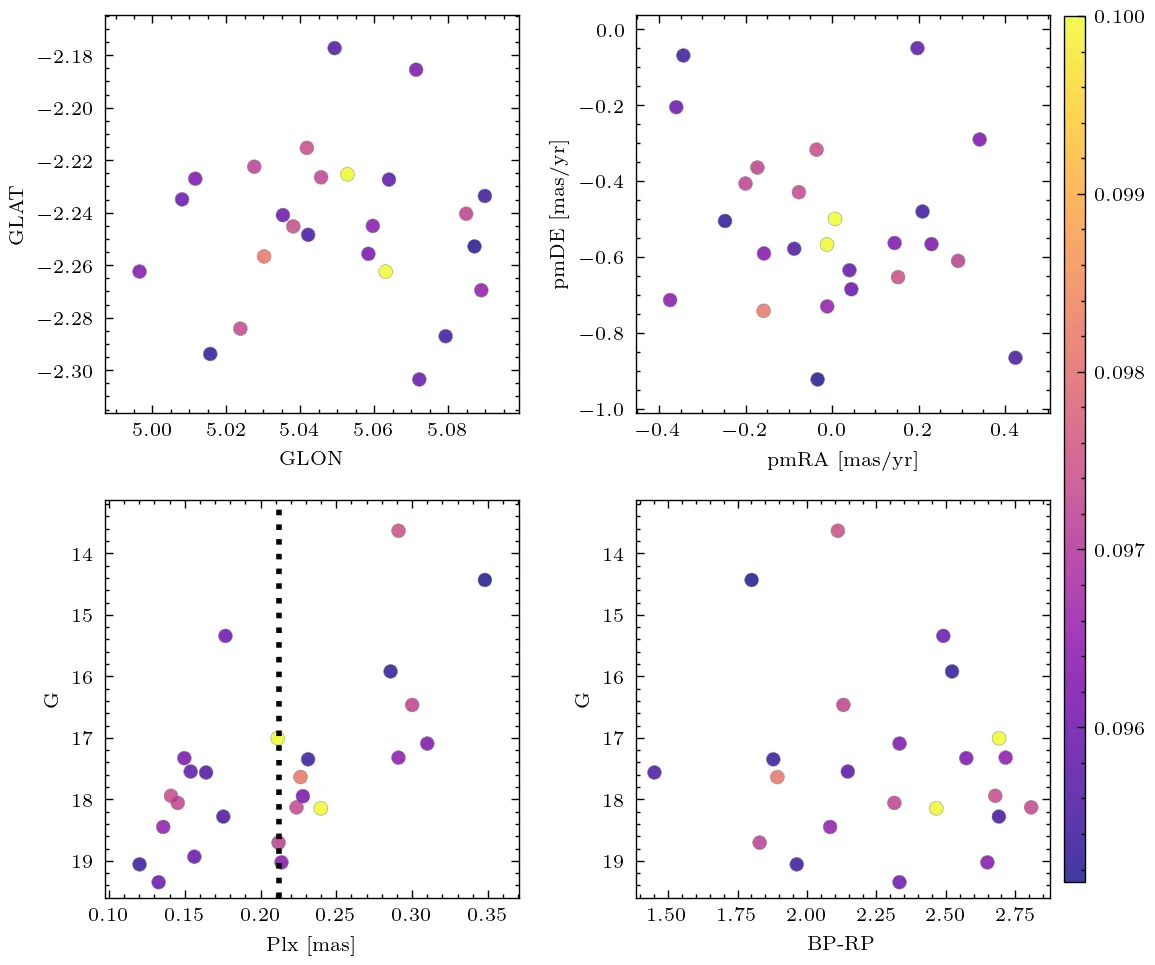 −2.18
−2.20
−2.22
−2.24
−2.26
−2.28
−2.30
GLAT
5.00 5.02 5.04 5.06 5.08
GLON
0.0
−0.2
−0.4
−0.6
−0.8
−1.0
pmDE [mas/yr]
−0.4 −0.2 0.0 0.2 0.4
pmRA [mas/yr]
14
15
16
17
18
19
G
0.10 0.15 0.20 0.25 0.30 0.35
Plx [mas]
14
15
16
17
18
19
G
1.50 1.75 2.00 2.25 2.50 2.75
BP-RP
0.100
0.099
0.098
0.097
0.096